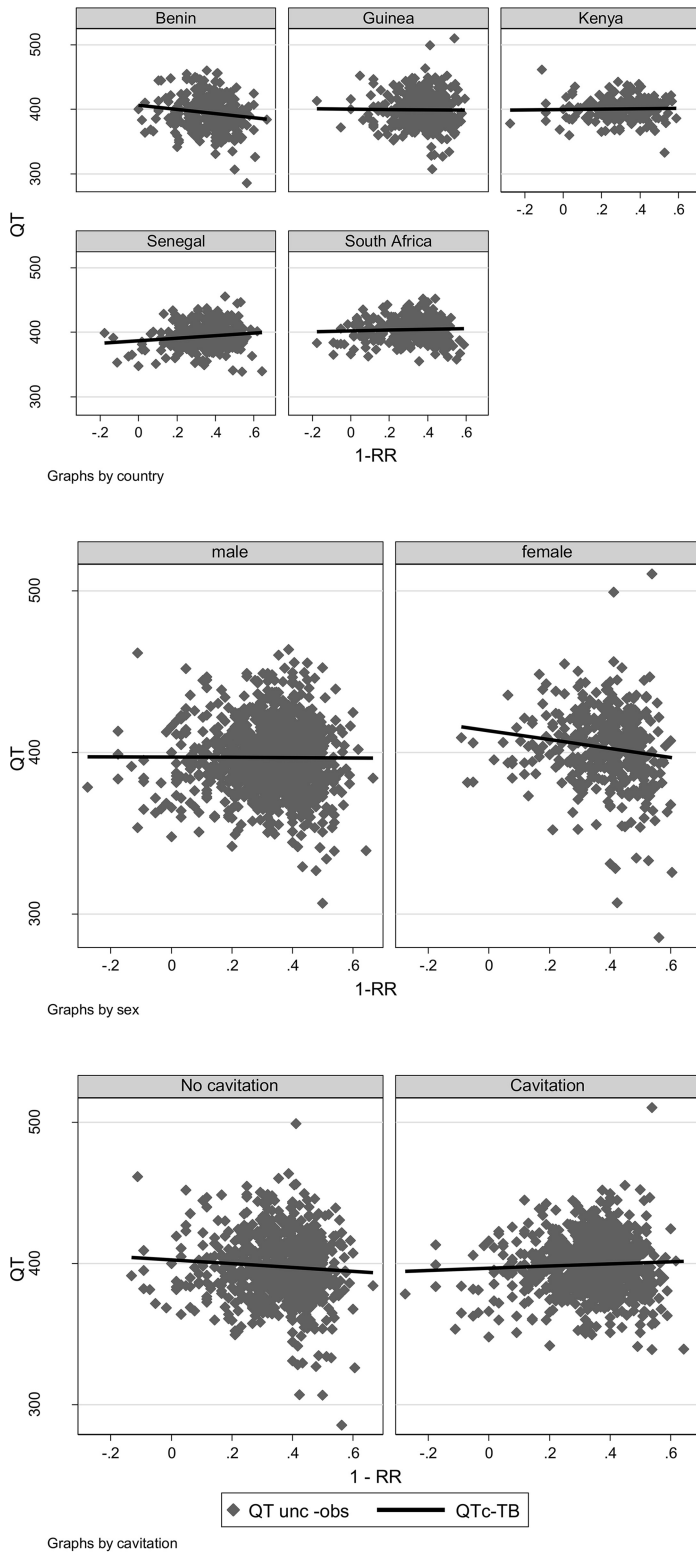 Benin
Guinea
Kenya
500
400
300
-.2 0 .2 .4 .6
QT
Senegal
South Africa
500
400
300
-.2 0 .2 .4 .6
-.2 0 .2 .4 .6
1-RR
Graphs by country
male
female
500
400
300
QT
-.2 0 .2 .4 .6
-.2 0 .2 .4 .6
1-RR
Graphs by sex
No cavitation
Cavitation
500
400
300
QT
-.2 0 .2 .4 .6
-.2 0 .2 .4 .6
1 - RR
QT unc -obs QTc-TB
Graphs by cavitation